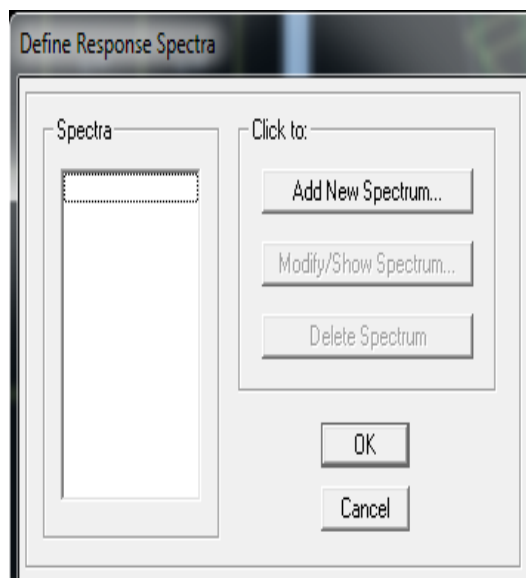 Define Response Spectra
Spectra
Click to:
Add New Spectrum...
Modify/Show Spectrum...
Delete Spectrum
OK
Cancel